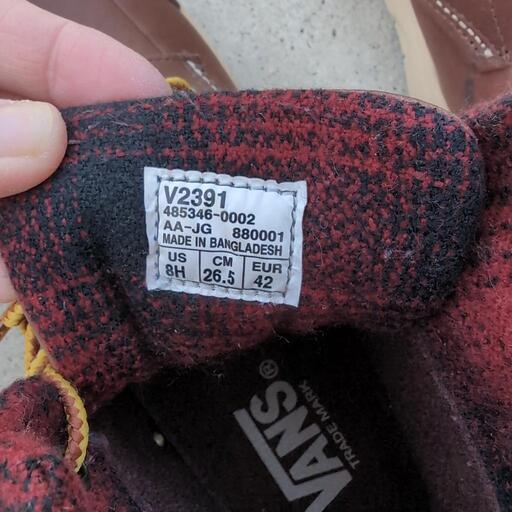 V2391
485346-0002
AA-JG 880001
MADE IN BANGLADESH
US CM EUR
8H 26.5 42
VANS®
TRADE MARK